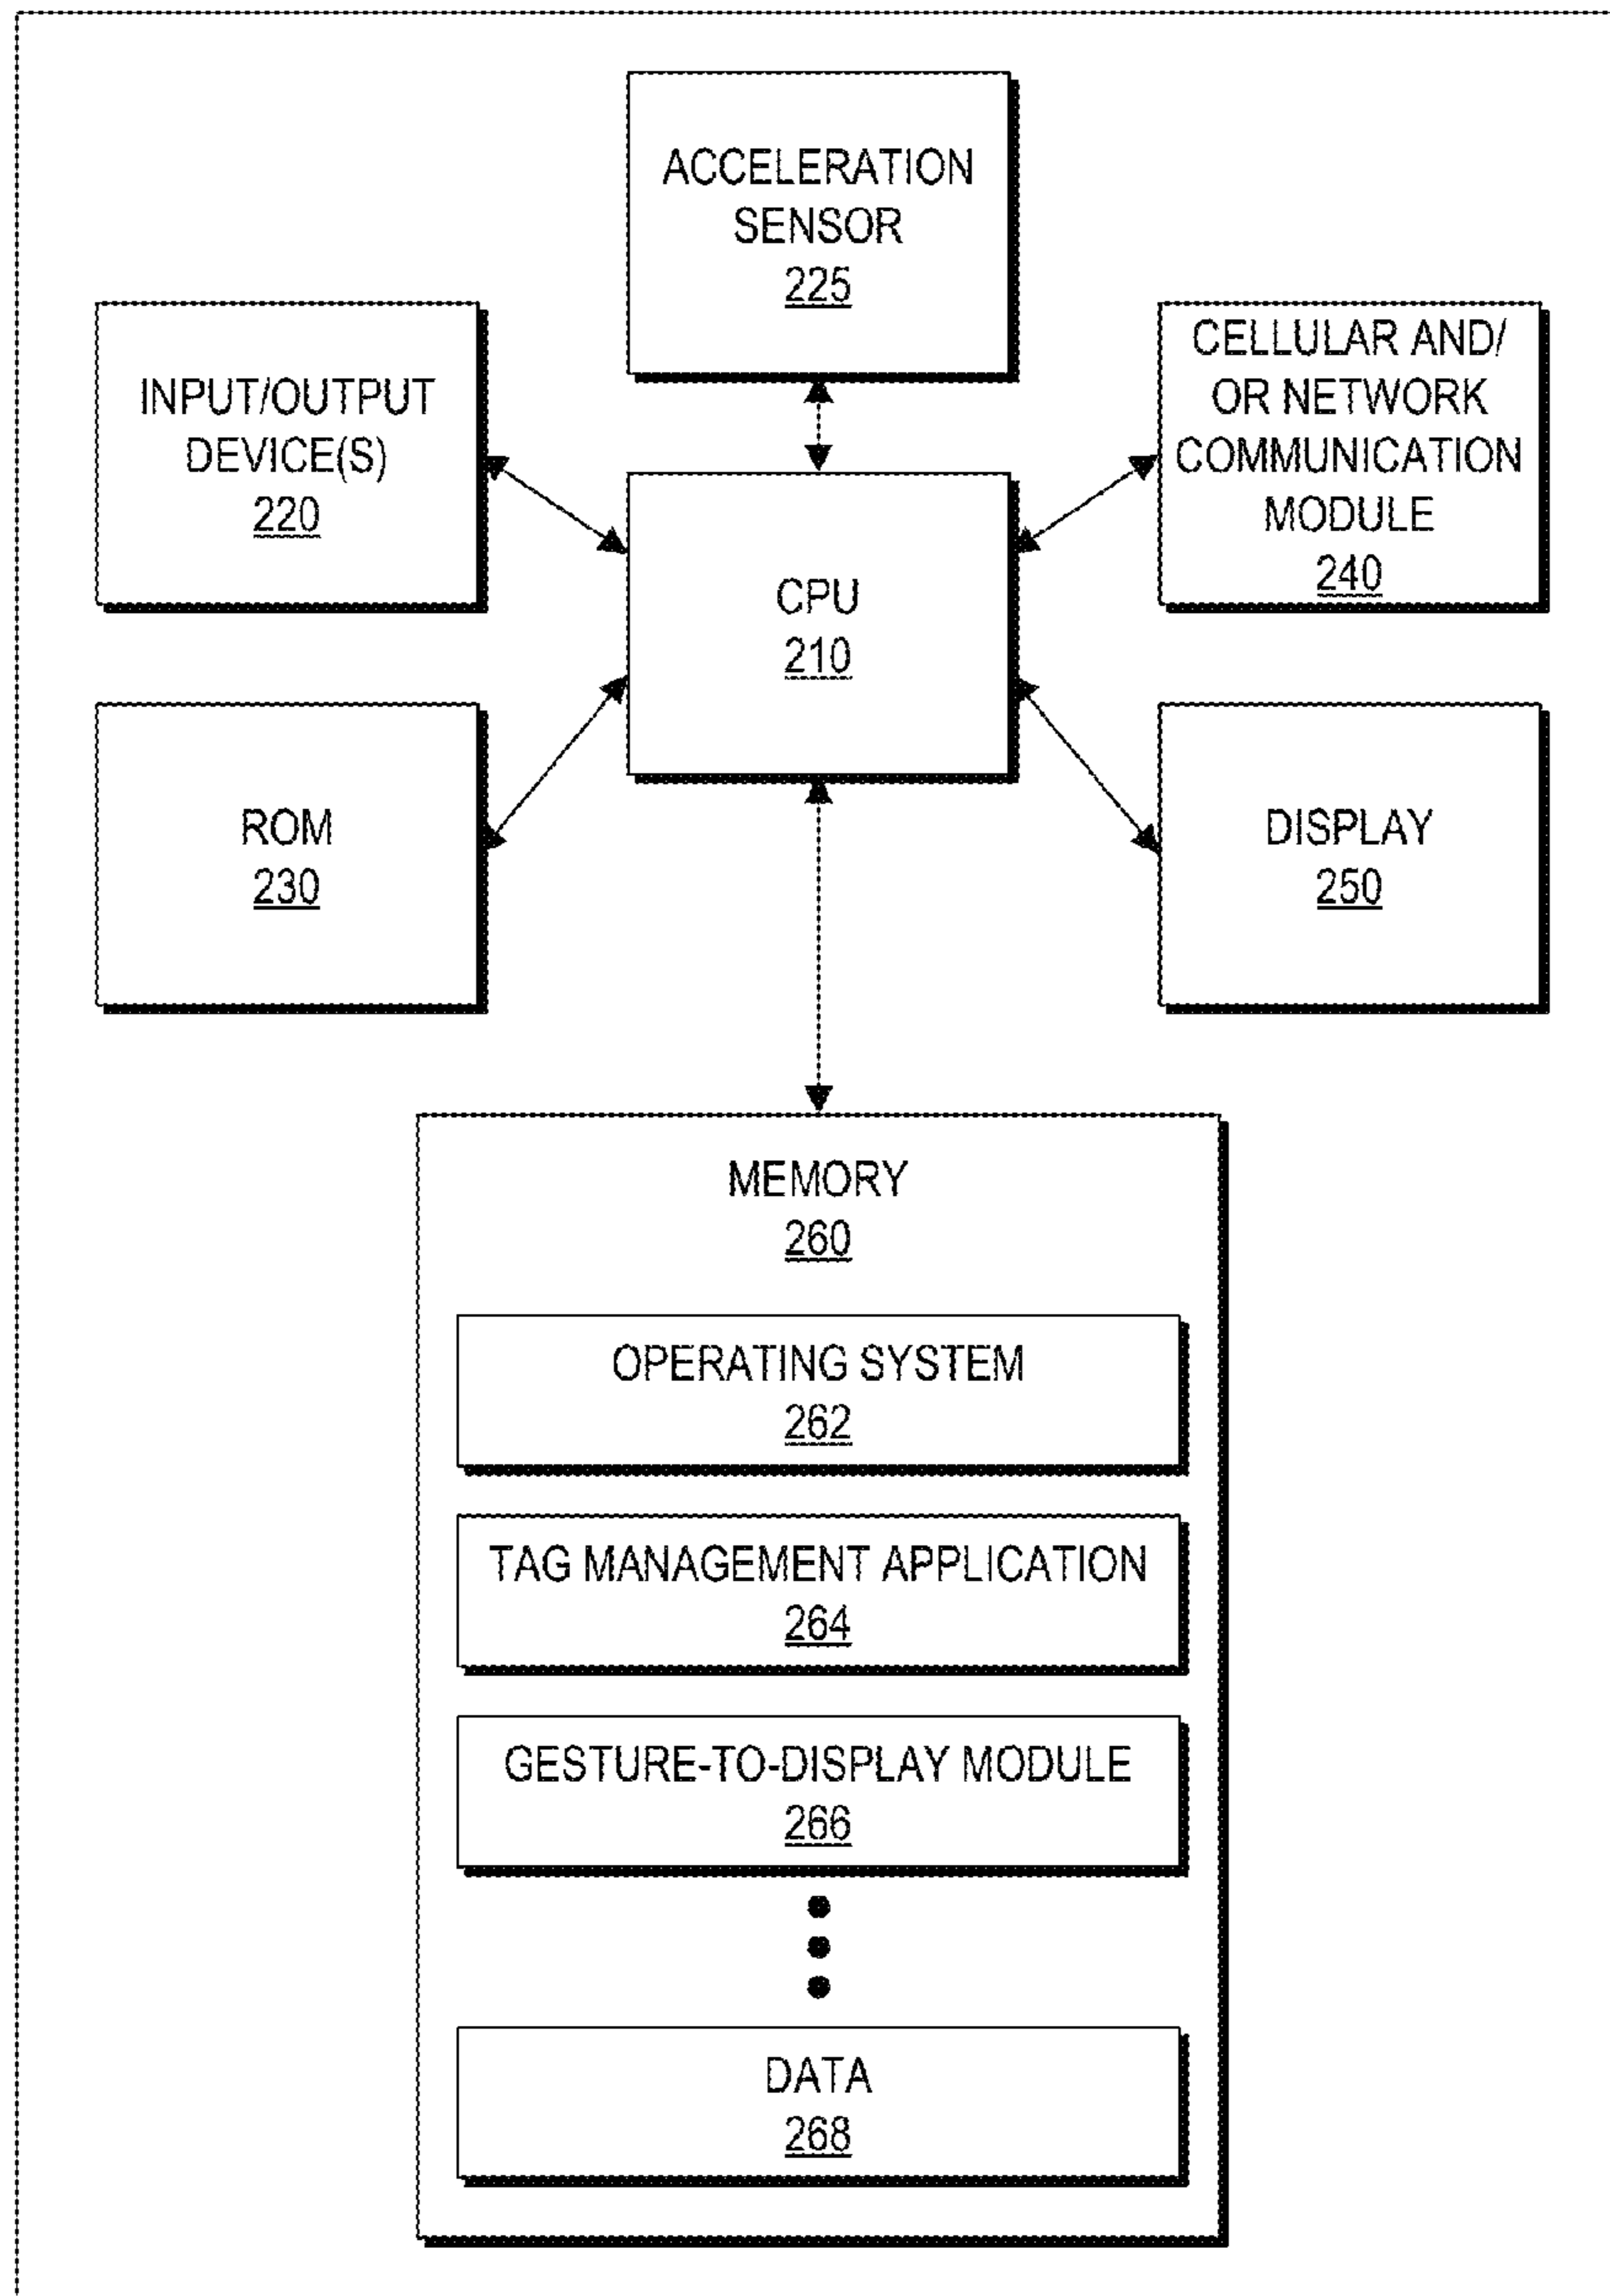 ACCELERATION
SENSOR
225
INPUT/OUTPUT
DEVICE(S)
220
CELLULAR AND/
OR NETWORK
COMMUNICATION
MODULE
240
CPU
210
ROM
230
DISPLAY
250
MEMORY
260
OPERATING SYSTEM
262
TAG MANAGEMENT APPLICATION
264
GESTURE-TO-DISPLAY MODULE
266
DATA
268